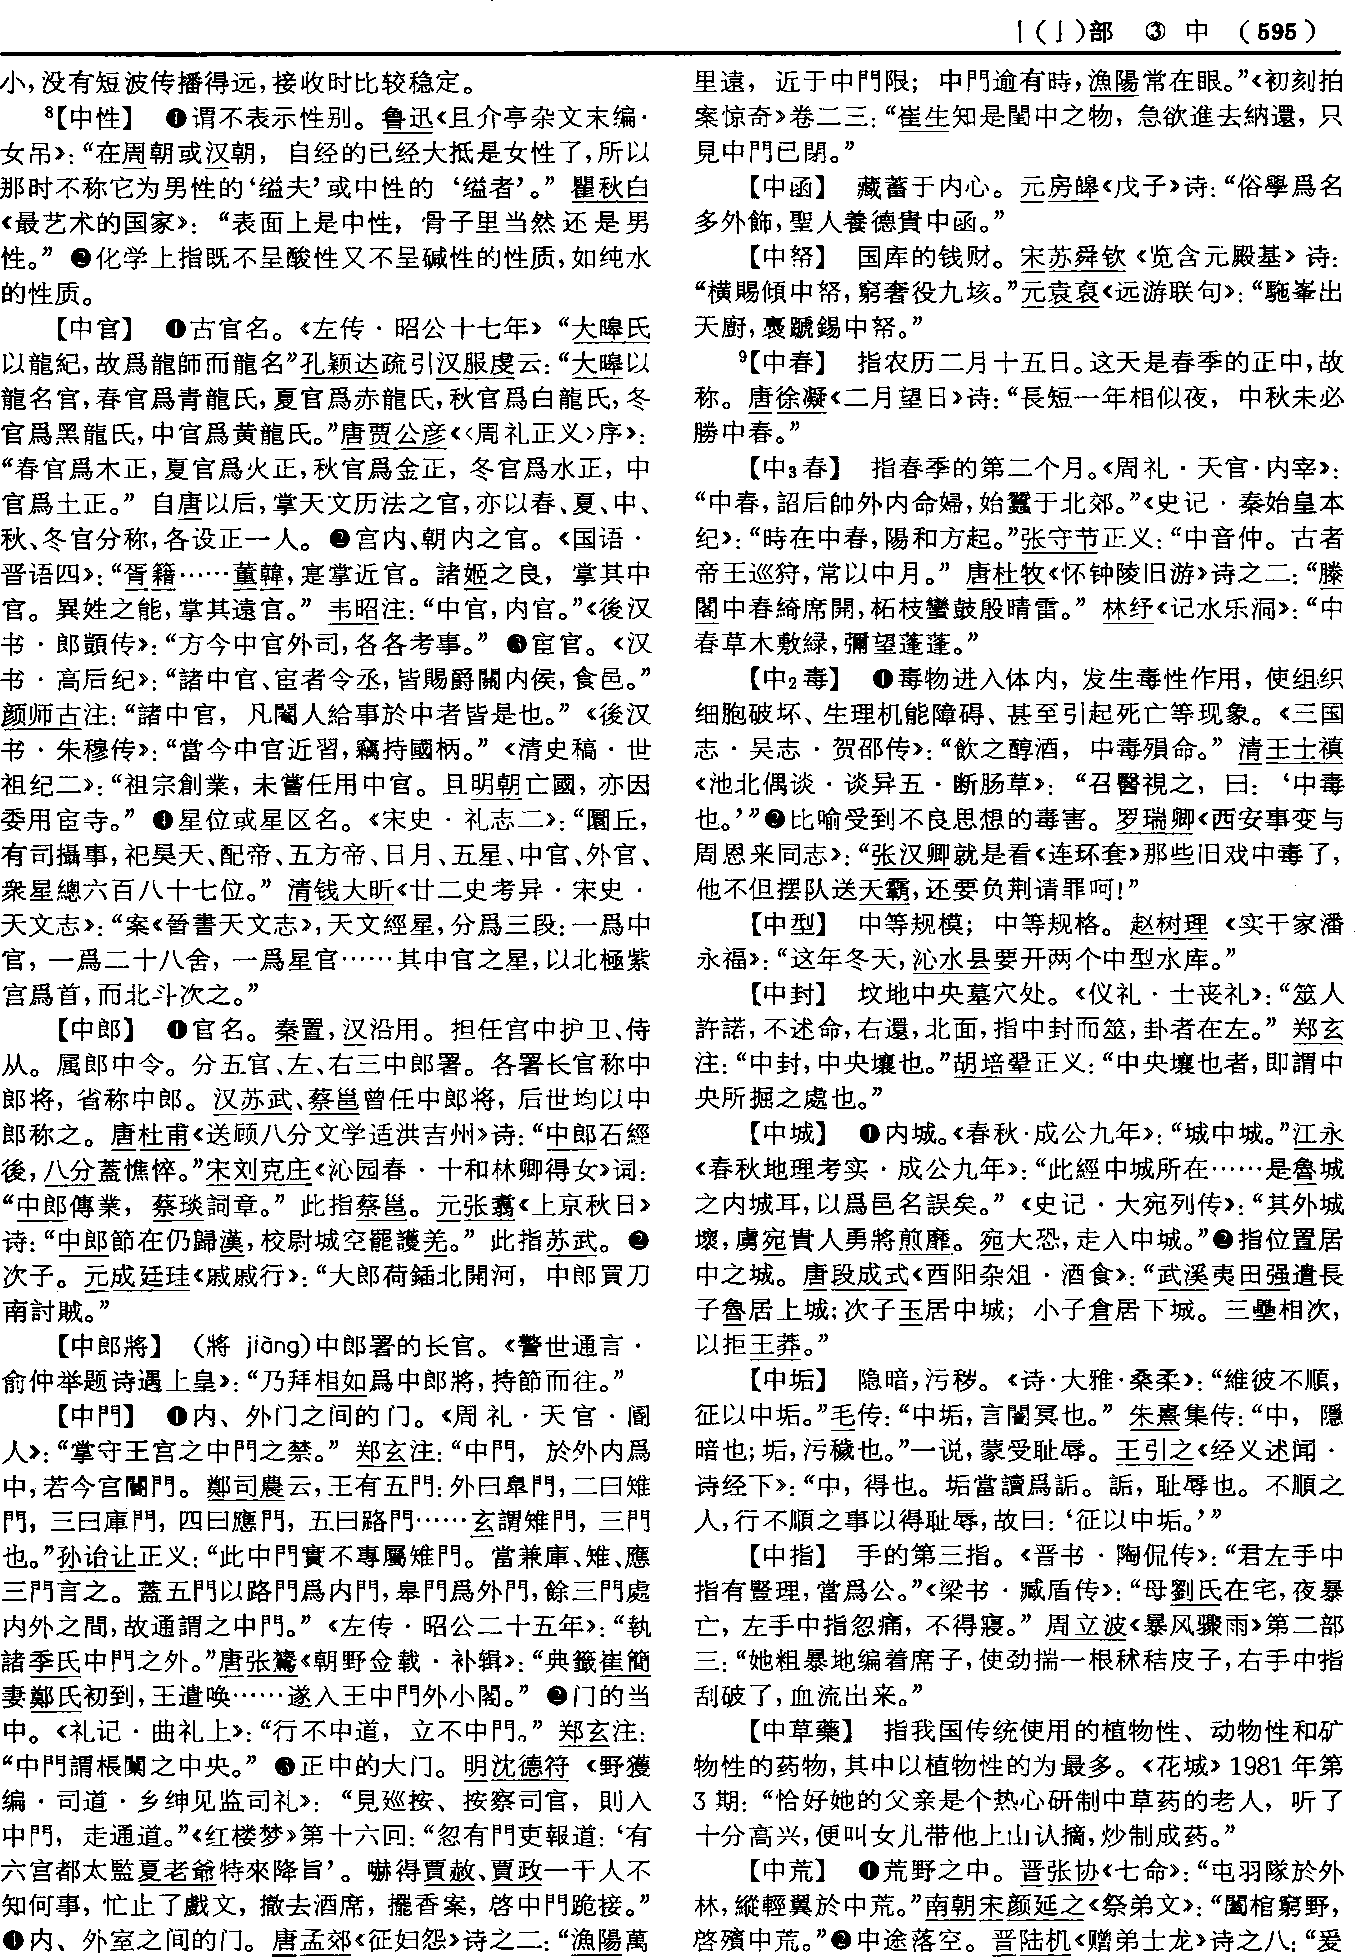 丨(亅)部 ③ 中 (595)
小,没有短波传播得远,接收时比较稳定。
⁸【中性】 ❶谓不表示性别。鲁迅《且介亭杂文末编·
女吊》:“在周朝或汉朝,自经的已经大抵是女性了,所以
那时不称它为男性的‘缢夫’或中性的‘缢者’。”瞿秋白
《最艺术的国家》:“表面上是中性,骨子里当然还是男
性。”❷化学上指既不呈酸性又不呈碱性的性质,如纯水
的性质。
【中官】 ❶古官名。《左传·昭公十七年》“大皞氏
以龍紀,故爲龍師而龍名”孔颖达疏引汉服虔云:“大皞以
龍名官,春官爲青龍氏,夏官爲赤龍氏,秋官爲白龍氏,冬
官爲黑龍氏,中官爲黄龍氏。”唐贾公彦《〈周礼正义〉序》:
“春官爲木正,夏官爲火正,秋官爲金正,冬官爲水正,中
官爲土正。”自唐以后,掌天文历法之官,亦以春、夏、中、
秋、冬官分称,各设正一人。❷宫内、朝内之官。《国语·
晋语四》:“胥籍……董韓,寔掌近官。諸姬之良,掌其中
官。異姓之能,掌其遠官。”韦昭注:“中官,内官。”《後汉
书·郎顗传》:“方今中官外司,各各考事。”❸宦官。《汉
书·高后纪》:“諸中官、宦者令丞,皆賜爵關内侯,食邑。”
颜师古注:“諸中官,凡閹人給事於中者皆是也。”《後汉
书·朱穆传》:“當今中官近習,竊持國柄。”《清史稿·世
祖纪二》:“祖宗創業,未嘗任用中官。且明朝亡國,亦因
委用宦寺。”❹星位或星区名。《宋史·礼志二》:“圜丘,
有司攝事,祀昊天、配帝、五方帝、日月、五星、中官、外官、
衆星總六百八十七位。”清钱大昕《廿二史考异·宋史·
天文志》:“案《晉書天文志》,天文經星,分爲三段:一爲中
官,一爲二十八舍,一爲星官……其中官之星,以北極紫
宫爲首,而北斗次之。”
【中郎】 ❶官名。秦置,汉沿用。担任宫中护卫、侍
从。属郎中令。分五官、左、右三中郎署。各署长官称中
郎将,省称中郎。汉苏武、蔡邕曾任中郎将,后世均以中
郎称之。唐杜甫《送顾八分文学适洪吉州》诗:“中郎石經
後,八分蓋憔悴。”宋刘克庄《沁园春·十和林卿得女》词:
“中郎傳業,蔡琰詞章。”此指蔡邕。元张翥《上京秋日》
诗:“中郎節在仍歸漢,校尉城空罷護羌。”此指苏武。❷
次子。元成廷珪《戚戚行》:“大郎荷鍤北開河,中郎買刀
南討賊。”
【中郎將】 (將 jiàng)中郎署的长官。《警世通言·
俞仲举题诗遇上皇》:“乃拜相如爲中郎將,持節而往。”
【中門】 ❶内、外门之间的门。《周礼·天官·阍
人》:“掌守王宫之中門之禁。”郑玄注:“中門,於外内爲
中,若今宫闕門。鄭司農云,王有五門:外曰臯門,二曰雉
門,三曰庫門,四曰應門,五曰路門……玄謂雉門,三門
也。”孙诒让正义:“此中門實不專屬雉門。當兼庫、雉、應
三門言之。蓋五門以路門爲内門,臯門爲外門,餘三門處
内外之間,故通謂之中門。”《左传·昭公二十五年》:“執
諸季氏中門之外。”唐张鷟《朝野佥载·补辑》:“典籤崔簡
妻鄭氏初到,王遣唤……遂入王中門外小閣。”❷门的当
中。《礼记·曲礼上》:“行不中道,立不中門。”郑玄注:
“中門謂棖闑之中央。”❸正中的大门。明沈德符《野獲
编·司道·乡绅见监司礼》:“見廵按、按察司官,則入
中門,走通道。”《红楼梦》第十六回:“忽有門吏報道:‘有
六宫都太監夏老爺特來降旨’。嚇得賈赦、賈政一干人不
知何事,忙止了戲文,撤去酒席,擺香案,啓中門跪接。”
❹内、外室之间的门。唐孟郊《征妇怨》诗之二:“漁陽萬
里遠,近于中門限;中門逾有時,漁陽常在眼。”《初刻拍
案惊奇》卷二三:“崔生知是閨中之物,急欲進去納還,只
見中門已閉。”
【中函】 藏蓄于内心。元房皞《戊子》诗:“俗學爲名
多外飾,聖人養德貴中函。”
【中帑】 国库的钱财。宋苏舜钦《览含元殿基》诗:
“横賜傾中帑,窮奢役九垓。”元袁裒《远游联句》:“駞峯出
天廚,褭蹏錫中帑。”
⁹【中春】 指农历二月十五日。这天是春季的正中,故
称。唐徐凝《二月望日》诗:“長短一年相似夜,中秋未必
勝中春。”
【中₃春】 指春季的第二个月。《周礼·天官·内宰》:
“中春,詔后帥外内命婦,始蠶于北郊。”《史记·秦始皇本
纪》:“時在中春,陽和方起。”张守节正义:“中音仲。古者
帝王巡狩,常以中月。”唐杜牧《怀钟陵旧游》诗之二:“滕
閣中春綺席開,柘枝蠻鼓殷晴雷。”林纾《记水乐洞》:“中
春草木敷緑,彌望蓬蓬。”
【中₂毒】 ❶毒物进入体内,发生毒性作用,使组织
细胞破坏、生理机能障碍、甚至引起死亡等现象。《三国
志·吴志·贺邵传》:“飲之醇酒,中毒殞命。”清王士禛
《池北偶谈·谈异五·断肠草》:“召醫視之,曰:‘中毒
也。’”❷比喻受到不良思想的毒害。罗瑞卿《西安事变与
周恩来同志》:“张汉卿就是看《连环套》那些旧戏中毒了,
他不但摆队送天霸,还要负荆请罪呵!”
【中型】 中等规模;中等规格。赵树理《实干家潘
永福》:“这年冬天,沁水县要开两个中型水库。”
【中封】 坟地中央墓穴处。《仪礼·士丧礼》:“筮人
許諾,不述命,右還,北面,指中封而筮,卦者在左。”郑玄
注:“中封,中央壤也。”胡培翚正义:“中央壤也者,即謂中
央所掘之處也。”
【中城】 ❶内城。《春秋·成公九年》:“城中城。”江永
《春秋地理考实·成公九年》:“此經中城所在……是魯城
之内城耳,以爲邑名誤矣。”《史记·大宛列传》:“其外城
壞,虜宛貴人勇將煎靡。宛大恐,走入中城。”❷指位置居
中之城。唐段成式《酉阳杂俎·酒食》:“武溪夷田强遣長
子魯居上城;次子玉居中城;小子倉居下城。三壘相次,
以拒王莽。”
【中垢】 隐暗,污秽。《诗·大雅·桑柔》:“維彼不順,
征以中垢。”毛传:“中垢,言闇冥也。”朱熹集传:“中,隱
暗也;垢,污穢也。”一说,蒙受耻辱。王引之《经义述闻·
诗经下》:“中,得也。垢當讀爲詬。詬,耻辱也。不順之
人,行不順之事以得耻辱,故曰:‘征以中垢。’”
【中指】 手的第三指。《晋书·陶侃传》:“君左手中
指有豎理,當爲公。”《梁书·臧盾传》:“母劉氏在宅,夜暴
亡,左手中指忽痛,不得寢。”周立波《暴风骤雨》第二部
三:“她粗暴地编着席子,使劲揣一根秫秸皮子,右手中指
刮破了,血流出来。”
【中草藥】 指我国传统使用的植物性、动物性和矿
物性的药物,其中以植物性的为最多。《花城》1981年第
3期:“恰好她的父亲是个热心研制中草药的老人,听了
十分高兴,便叫女儿带他上山认摘,炒制成药。”
【中荒】 ❶荒野之中。晋张协《七命》:“屯羽隊於外
林,縱輕翼於中荒。”南朝宋颜延之《祭弟文》:“闔棺窮野,
啓殯中荒。”❷中途落空。晋陆机《赠弟士龙》诗之八:“爰